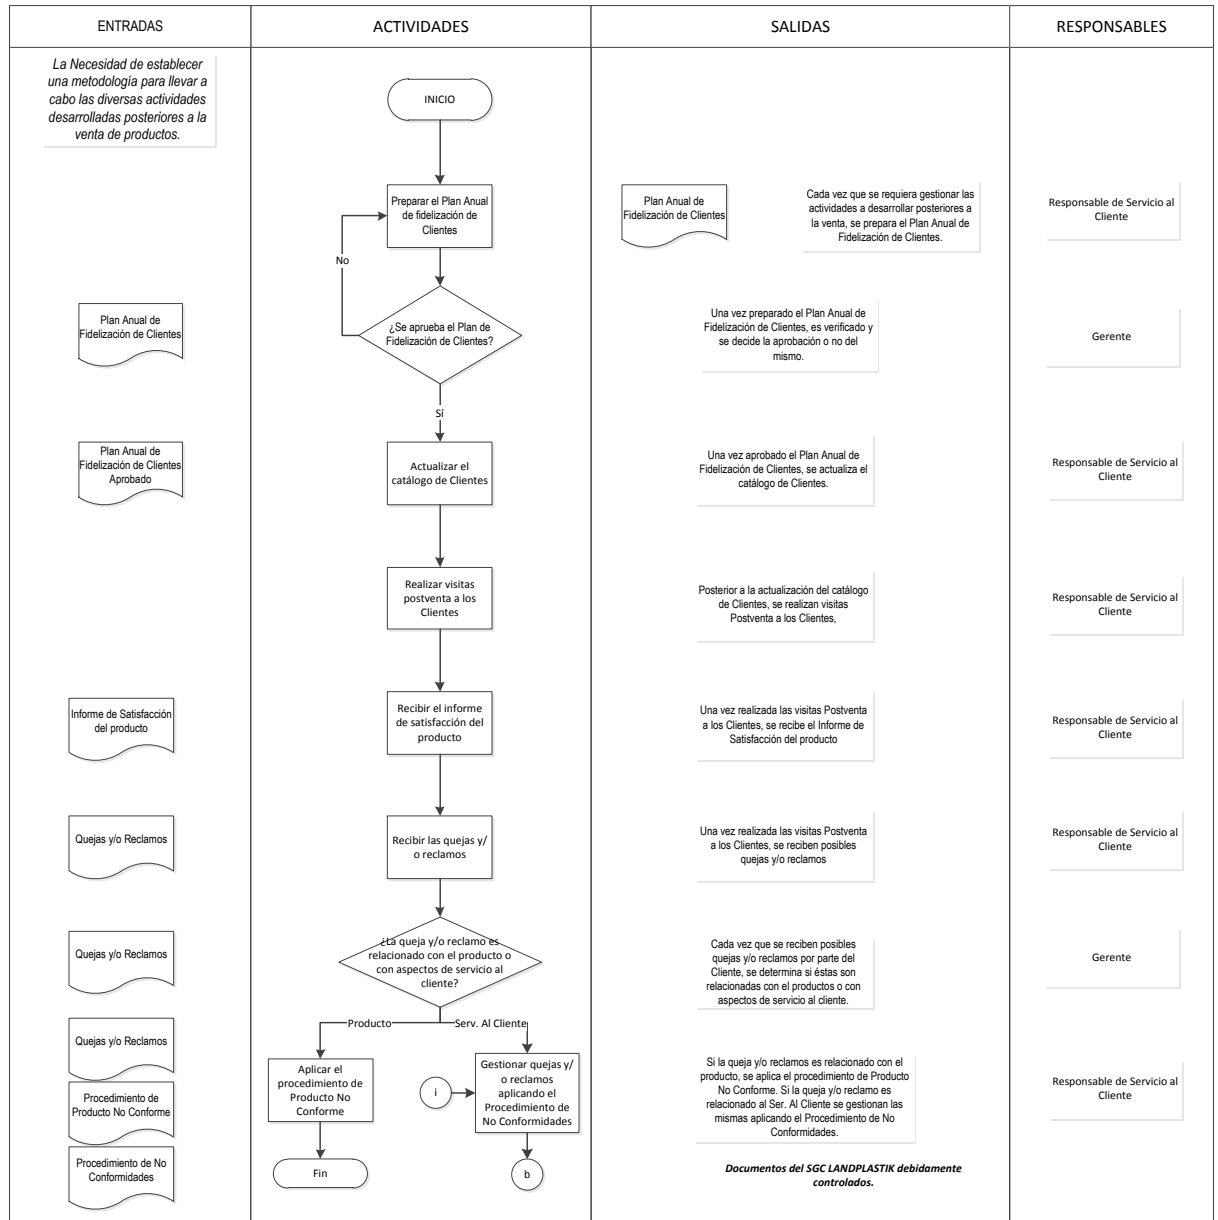 ENTRADAS
ACTIVIDADES
SALIDAS
RESPONSABLES
La Necesidad de establecer
una metodología para llevar a
cabo las diversas actividades
desarrolladas posteriores a la
venta de productos.
INICIO
Preparar el Plan Anual
de fidelización de
Clientes
Plan Anual de
Fidelización de Clientes
Cada vez que se requiera gestionar las
actividades a desarrollar posteriores a
la venta, se prepara el Plan Anual de
Fidelización de Clientes.
Responsable de Servicio al
Cliente
No
Plan Anual de
Fidelización de Clientes
¿Se aprueba el Plan de
Fidelización de Clientes?
Una vez preparado el Plan Anual de
Fidelización de Clientes, es verificado y
se decide la aprobación o no del
mismo.
Gerente
Sí
Plan Anual de
Fidelización de Clientes
Aprobado
Actualizar el
catálogo de Clientes
Una vez aprobado el Plan Anual de
Fidelización de Clientes, se actualiza el
catálogo de Clientes.
Responsable de Servicio al
Cliente
Realizar visitas
postventa a los
Clientes
Posterior a la actualización del catálogo
de Clientes, se realizan visitas
Postventa a los Clientes,
Responsable de Servicio al
Cliente
Informe de Satisfacción
del producto
Recibir el informe
de satisfacción del
producto
Una vez realizada las visitas Postventa
a los Clientes, se recibe el Informe de
Satisfacción del producto
Responsable de Servicio al
Cliente
Quejas y/o Reclamos
Recibir las quejas y/
o reclamos
Una vez realizada las visitas Postventa
a los Clientes, se reciben posibles
quejas y/o reclamos
Responsable de Servicio al
Cliente
Quejas y/o Reclamos
¿La queja y/o reclamo es
relacionado con el producto o
con aspectos de servicio al
cliente?
Cada vez que se reciben posibles
quejas y/o reclamos por parte del
Cliente, se determina si éstas son
relacionadas con el productos o con
aspectos de servicio al cliente.
Gerente
Producto
Serv. Al Cliente
Quejas y/o Reclamos
Procedimiento de
Producto No Conforme
Procedimiento de No
Conformidades
Aplicar el
procedimiento de
Producto No
Conforme
i
Gestionar quejas y/
o reclamos
aplicando el
Procedimiento de
No Conformidades
Si la queja y/o reclamos es relacionado con el
producto, se aplica el procedimiento de Producto
No Conforme. Si la queja y/o reclamo es
relacionado al Ser. Al Cliente se gestionan las
mismas aplicando el Procedimiento de No
Conformidades.
Responsable de Servicio al
Cliente
Fin
b
Documentos del SGC LANDPLASTIK debidamente
controlados.